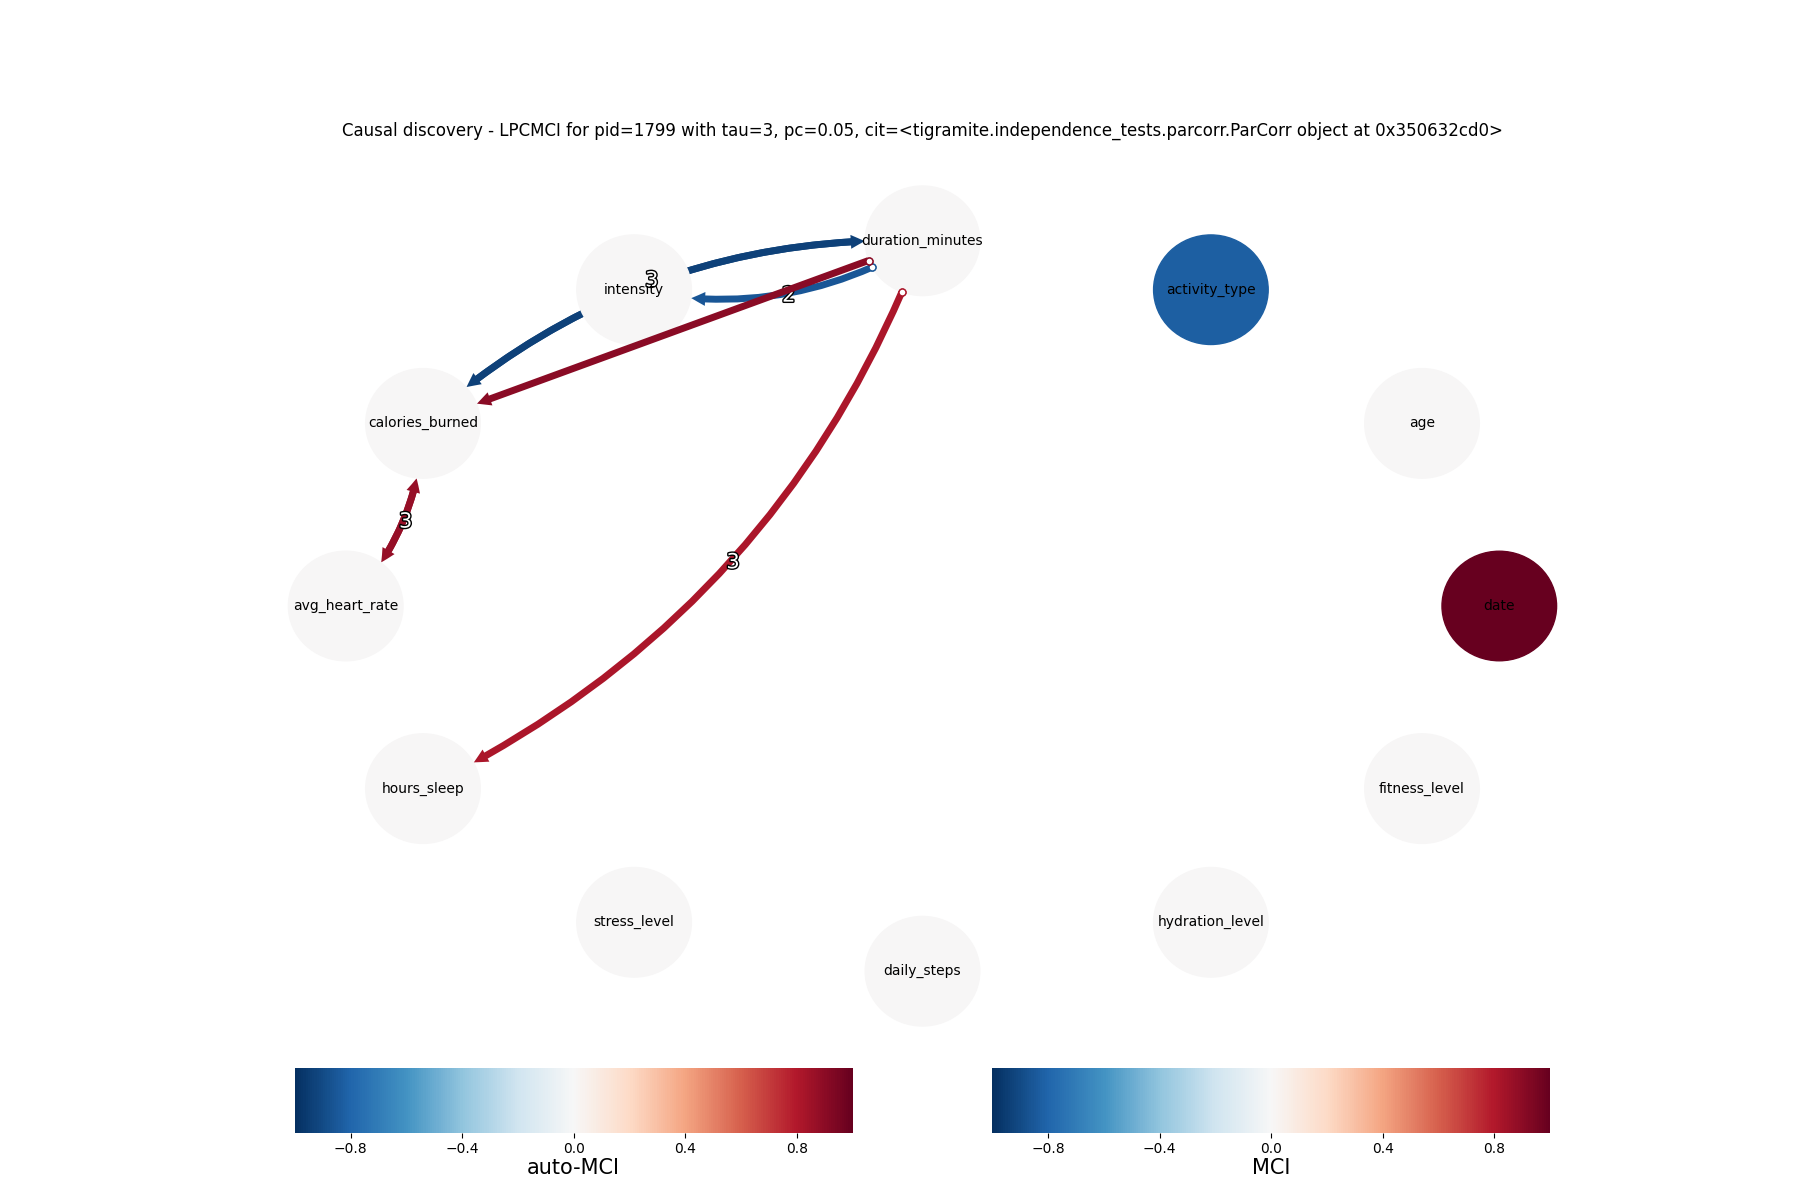 Causal discovery - LPCMCI for pid=1799 with tau=3, pc=0.05, cit=<tigramite.independence_tests.parcorr.ParCorr object at 0x350632cd0>
duration_minutes
3
intensity
2
activity_type
calories_burned
age
3
3
avg_heart_rate
date
hours_sleep
fitness_level
stress_level
hydration_level
daily_steps
−0.8 −0.4 0.0 0.4 0.8
auto-MCI
−0.8 −0.4 0.0 0.4 0.8
MCI